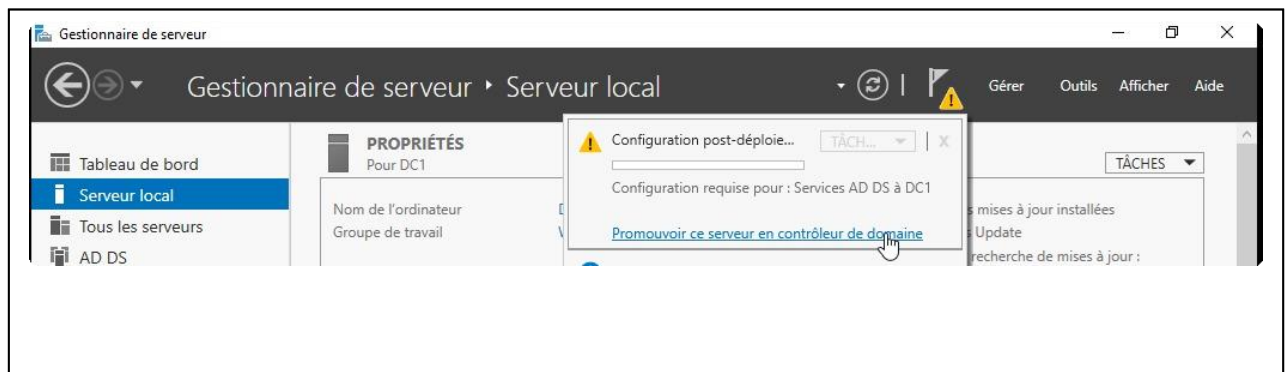 Gestionnaire de serveur
Gestionnaire de serveur ‣ Serveur local
Gérer Outils Afficher Aide
Tableau de bord
Serveur local
Tous les serveurs
AD DS
PROPRIÉTÉS
Pour DC1
TÂCHES
Nom de l'ordinateur
Groupe de travail
Configuration post-déploie... TÂCH... X
Configuration requise pour : Services AD DS à DC1
Promouvoir ce serveur en contrôleur de domaine
mises à jour installées
Update
recherche de mises à jour :